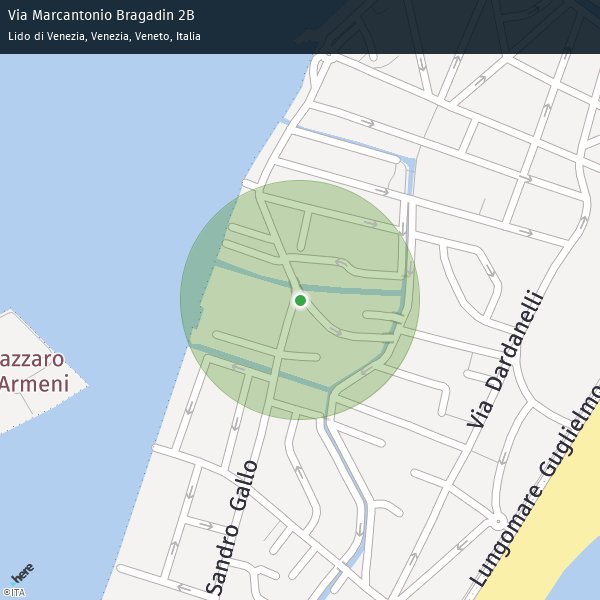 Via Marcantonio Bragadin 2B
Lido di Venezia, Venezia, Veneto, Italia
Via Dardanelli
azzaro
Armeni
Lungomare Guglielmo
Sandro Gallo
here
©ITA